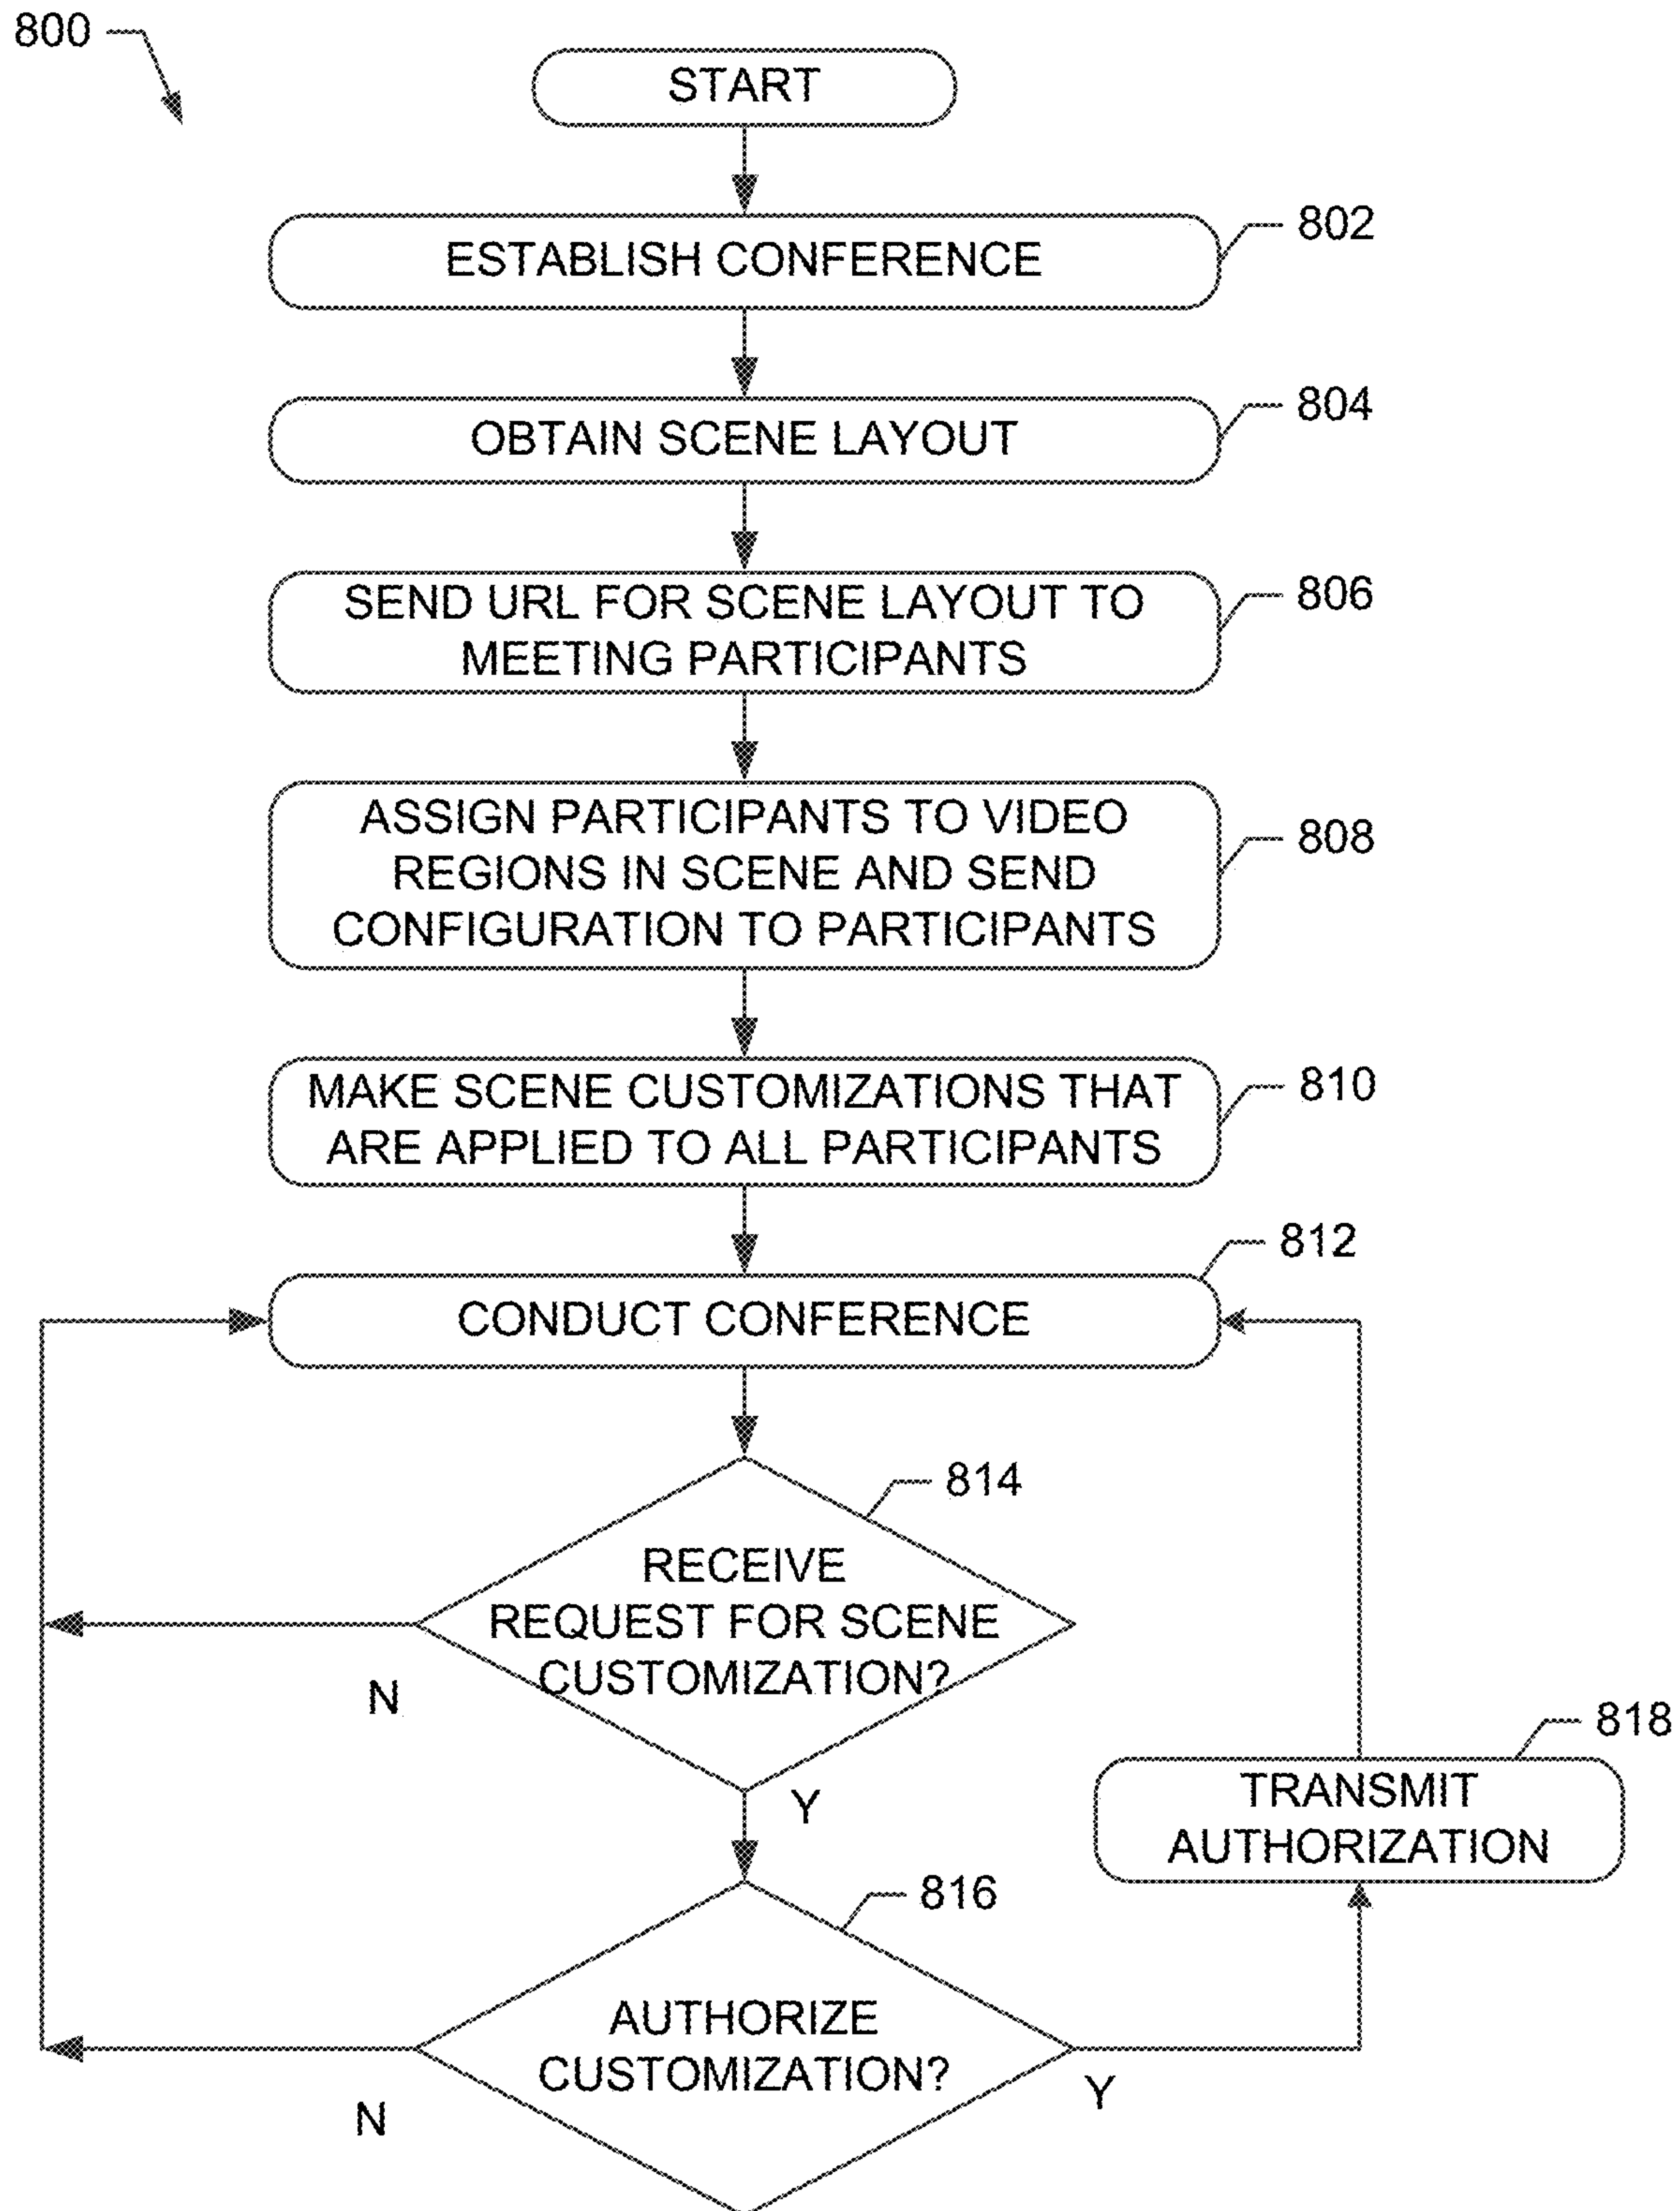 800
START
802
ESTABLISH CONFERENCE
804
OBTAIN SCENE LAYOUT
806
SEND URL FOR SCENE LAYOUT TO
MEETING PARTICIPANTS
808
ASSIGN PARTICIPANTS TO VIDEO
REGIONS IN SCENE AND SEND
CONFIGURATION TO PARTICIPANTS
810
MAKE SCENE CUSTOMIZATIONS THAT
ARE APPLIED TO ALL PARTICIPANTS
812
CONDUCT CONFERENCE
814
RECEIVE
REQUEST FOR SCENE
CUSTOMIZATION?
N
Y
818
TRANSMIT
AUTHORIZATION
816
AUTHORIZE
CUSTOMIZATION?
N
Y